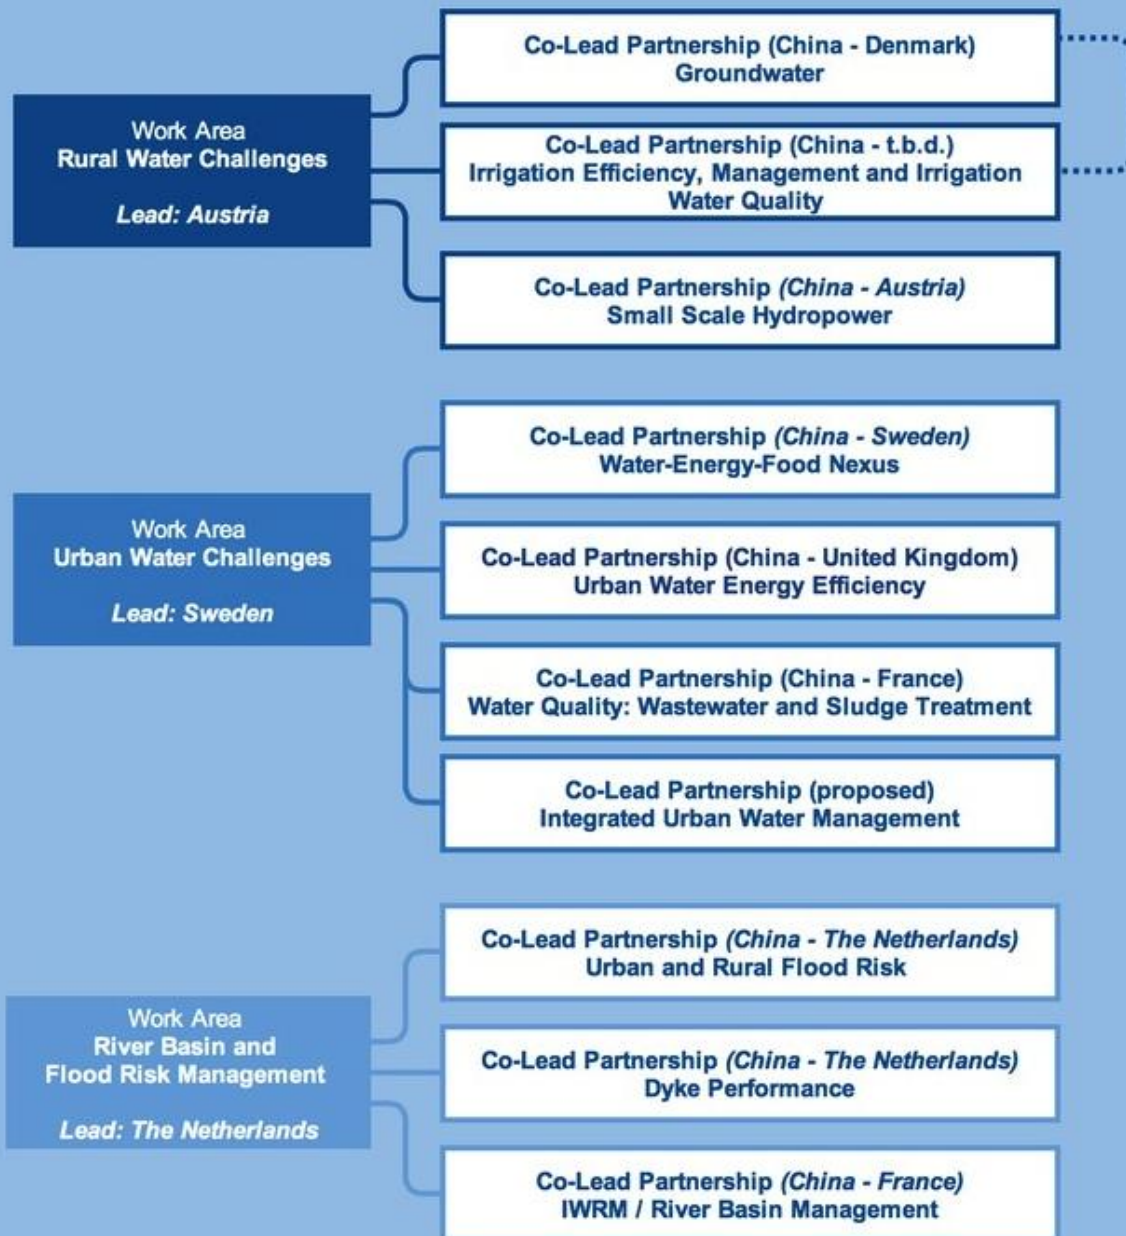 Work Area
Rural Water Challenges
Lead: Austria
Co-Lead Partnership (China - Denmark)
Groundwater
Co-Lead Partnership (China - t.b.d.)
Irrigation Efficiency, Management and Irrigation
Water Quality
Co-Lead Partnership (China - Austria)
Small Scale Hydropower
Work Area
Urban Water Challenges
Lead: Sweden
Co-Lead Partnership (China - Sweden)
Water-Energy-Food Nexus
Co-Lead Partnership (China - United Kingdom)
Urban Water Energy Efficiency
Co-Lead Partnership (China - France)
Water Quality: Wastewater and Sludge Treatment
Co-Lead Partnership (proposed)
Integrated Urban Water Management
Work Area
River Basin and
Flood Risk Management
Lead: The Netherlands
Co-Lead Partnership (China - The Netherlands)
Urban and Rural Flood Risk
Co-Lead Partnership (China - The Netherlands)
Dyke Performance
Co-Lead Partnership (China - France)
IWRM / River Basin Management